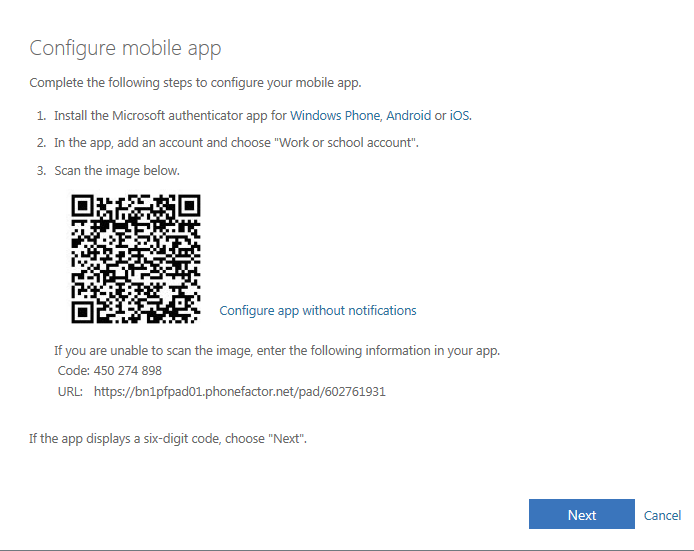 Configure mobile app
Complete the following steps to configure your mobile app.
1. Install the Microsoft authenticator app for Windows Phone, Android or iOS.
2. In the app, add an account and choose "Work or school account".
3. Scan the image below.
Configure app without notifications
If you are unable to scan the image, enter the following information in your app.
Code: 450 274 898
URL: https://bn1pfpad01.phonefactor.net/pad/602761931
If the app displays a six-digit code, choose "Next".
Next Cancel